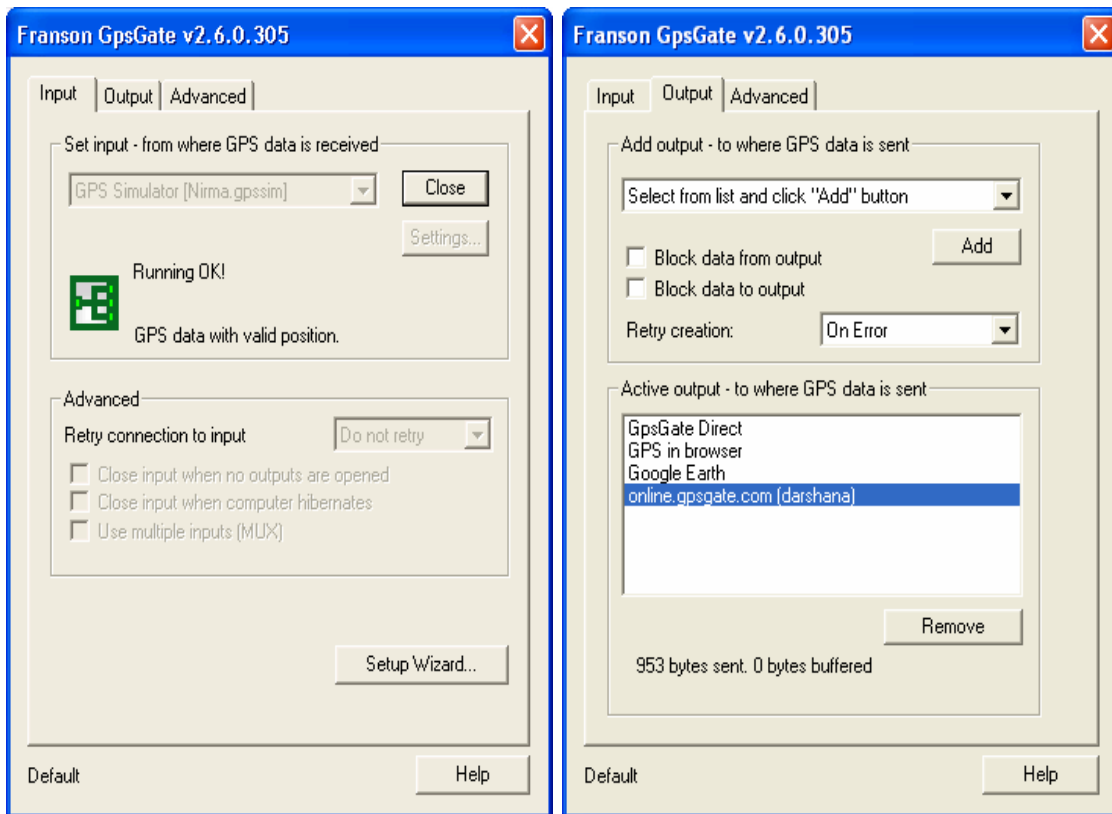 Franson GpsGate v2.6.0.305
Input
Output
Advanced
Set input - from where GPS data is received
GPS Simulator [Nirma.gpssim]
Close
Settings...
Running OK!
GPS data with valid position.
Advanced
Retry connection to input
Do not retry
Close input when no outputs are opened
Close input when computer hibernates
Use multiple inputs (MUX)
Setup Wizard...
Default
Help
Franson GpsGate v2.6.0.305
Input
Output
Advanced
Add output - to where GPS data is sent
Select from list and click "Add" button
Block data from output
Add
Block data to output
Retry creation:
On Error
Active output - to where GPS data is sent
GpsGate Direct
GPS in browser
Google Earth
online.gpsgate.com (darshana)
Remove
953 bytes sent. 0 bytes buffered
Default
Help